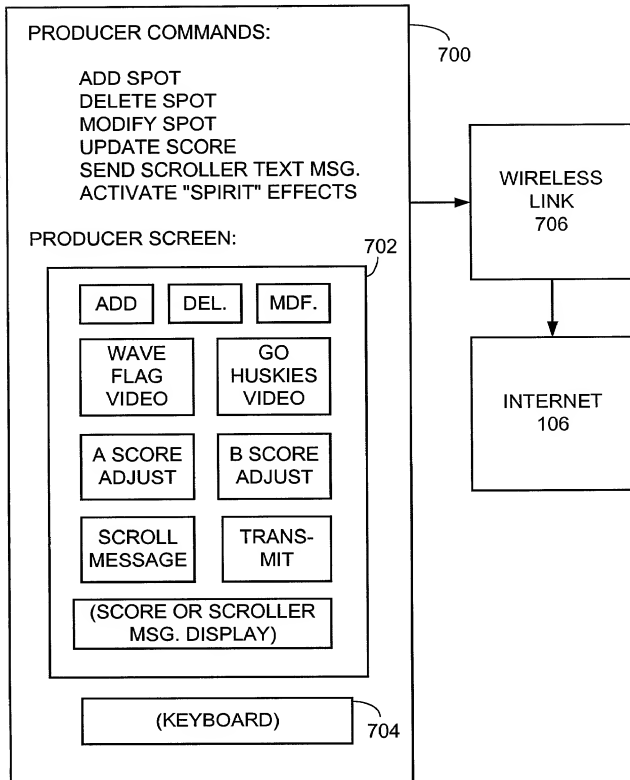 PRODUCER COMMANDS:
700
ADD SPOT
DELETE SPOT
MODIFY SPOT
UPDATE SCORE
SEND SCROLLER TEXT MSG.
ACTIVATE "SPIRIT" EFFECTS
PRODUCER SCREEN:
702
ADD
DEL.
MDF.
WAVE
FLAG
VIDEO
GO
HUSKIES
VIDEO
A SCORE
ADJUST
B SCORE
ADJUST
SCROLL
MESSAGE
TRANS-
MIT
(SCORE OR SCROLLER
MSG. DISPLAY)
(KEYBOARD)
704
WIRELESS
LINK
706
INTERNET
106